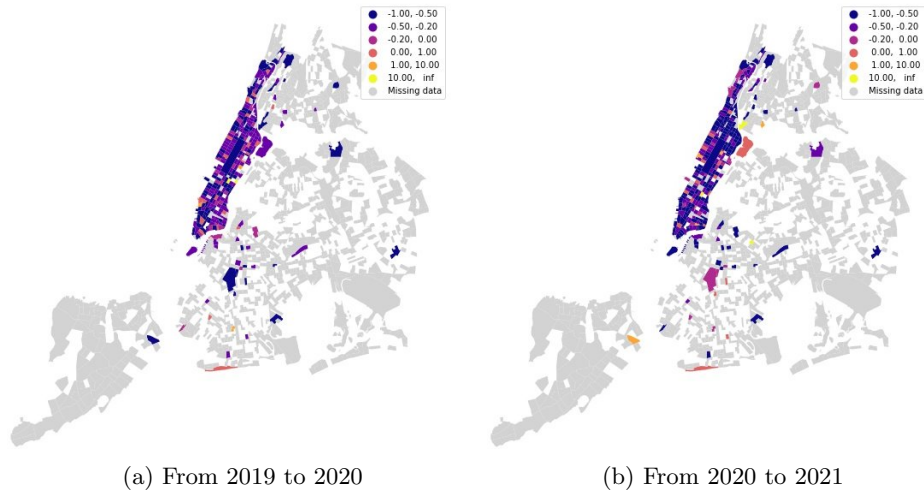 -1.00, -0.50
-0.50, -0.20
-0.20, 0.00
0.00, 1.00
1.00, 10.00
10.00, inf
Missing data
-1.00, -0.50
-0.50, -0.20
-0.20, 0.00
0.00, 1.00
1.00, 10.00
10.00, inf
Missing data
(a) From 2019 to 2020
(b) From 2020 to 2021